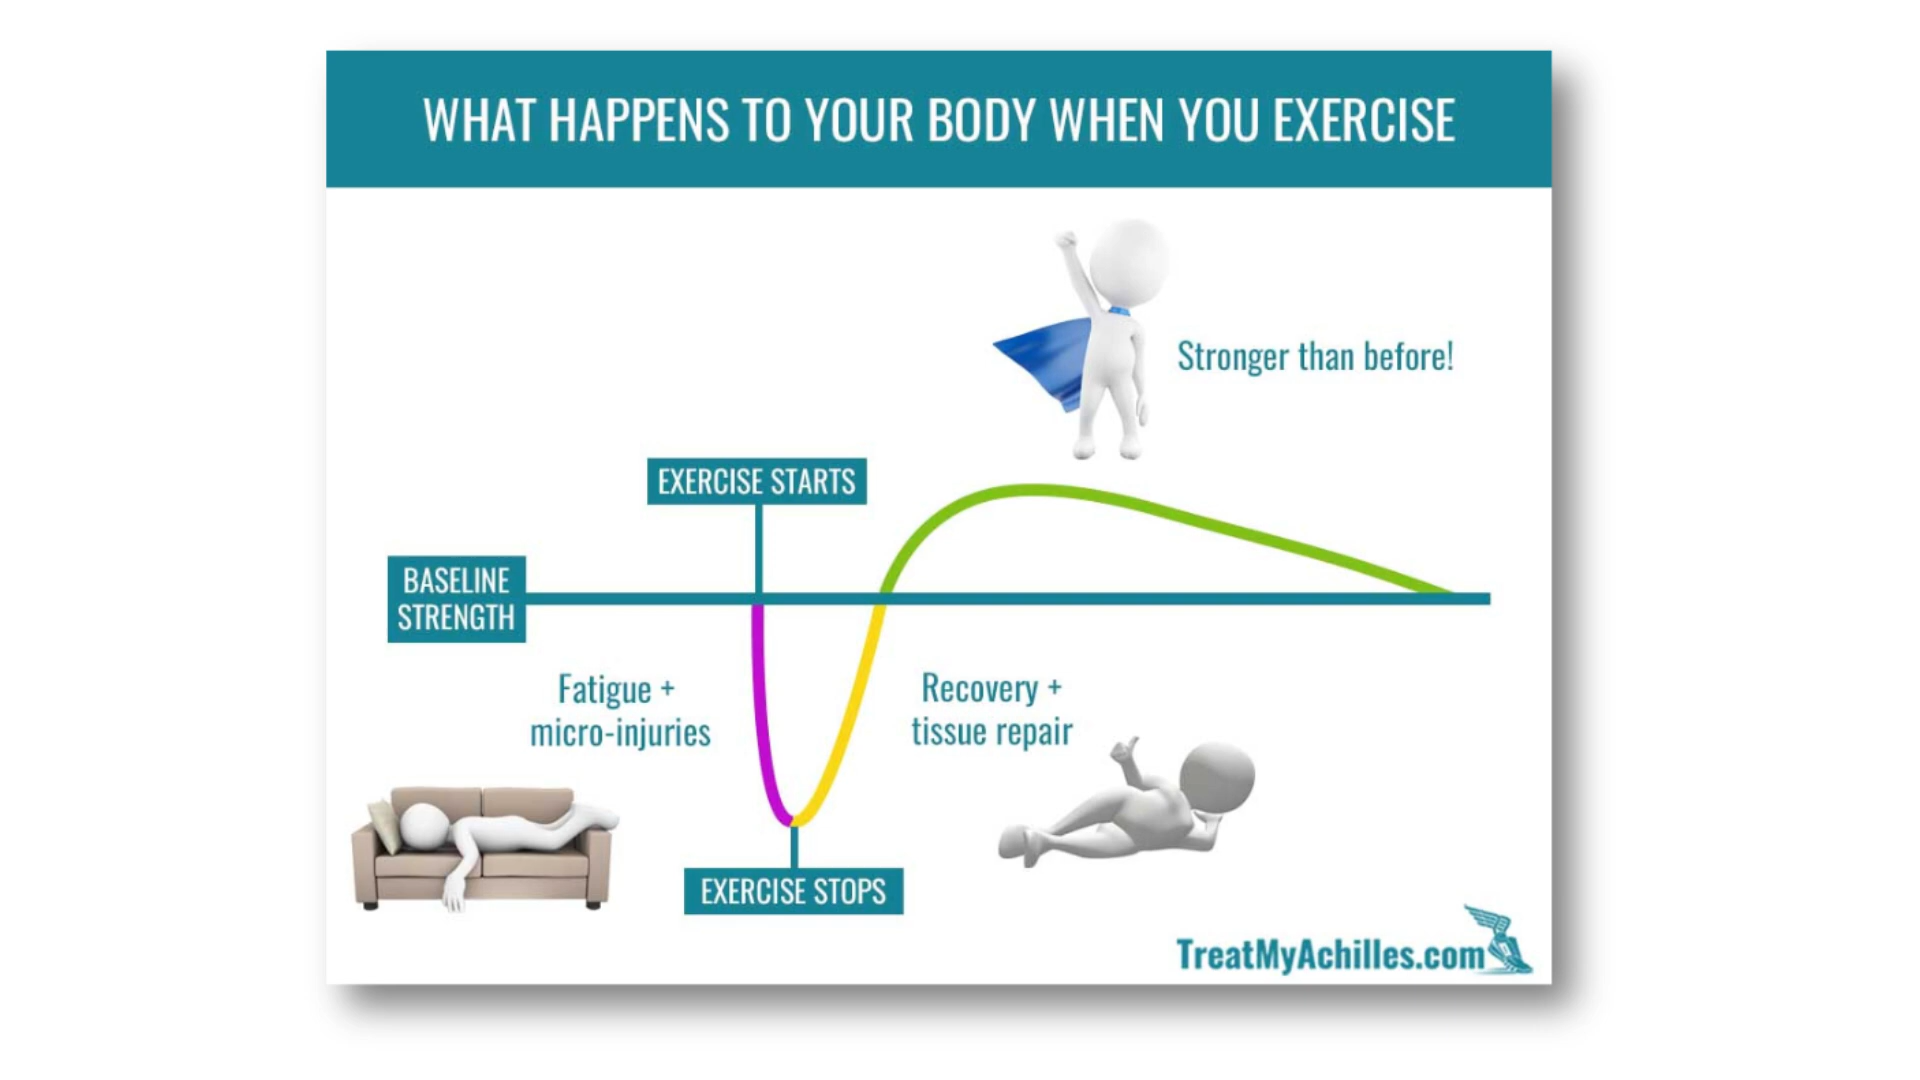 WHAT HAPPENS TO YOUR BODY WHEN YOU EXERCISE
Stronger than before!
EXERCISE STARTS
BASELINE
STRENGTH
Fatigue +
micro-injuries
Recovery +
tissue repair
EXERCISE STOPS
TreatMyAchilles.com